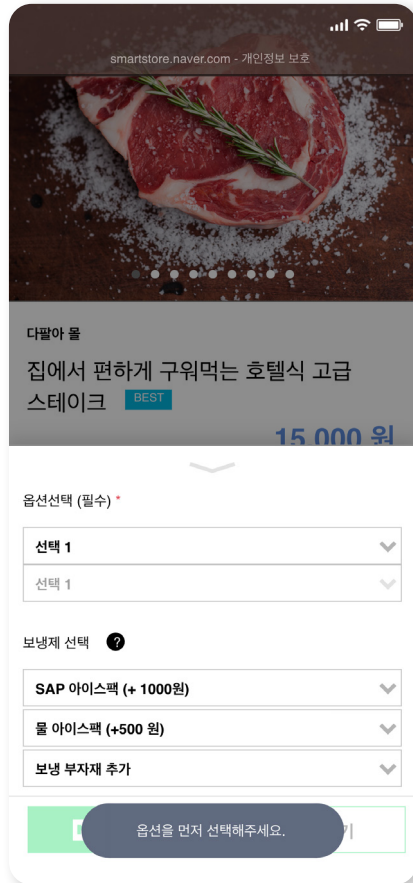 smartstore.naver.com - 개인정보 보호
다팔아 몰
집에서 편하게 구워먹는 호텔식 고급
스테이크 BEST
15,000 원
옵션선택 (필수) *
선택 1
선택 1
보냉제 선택 ?
SAP 아이스팩 (+ 1000원)
물 아이스팩 (+500 원)
보냉 부자재 추가
옵션을 먼저 선택해주세요.
기